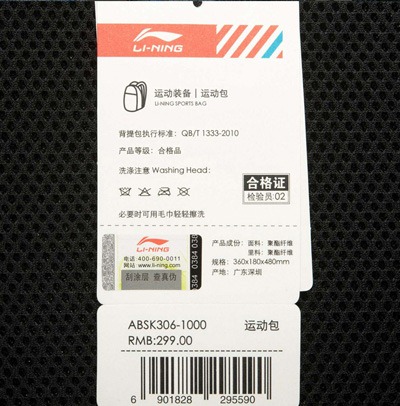 LI-NING
运动装备 | 运动包
LI-NING SPORTS BAG
背提包执行标准: QB/T 1333-2010
产品等级: 合格品
洗涤注意 Washing Head:
合格证
检验员:02
必要时可用毛巾轻轻擦洗
LI-NING
电话 400-690-0011
网站 www.li-ning.com
刮涂层 查真伪
384 0384 0384 038
产品成份: 面料: 聚酯纤维
里料: 聚酯纤维
规格: 360x180x480mm
产地: 广东深圳
ABSK306-1000 运动包
RMB:299.00
6 901828 295590